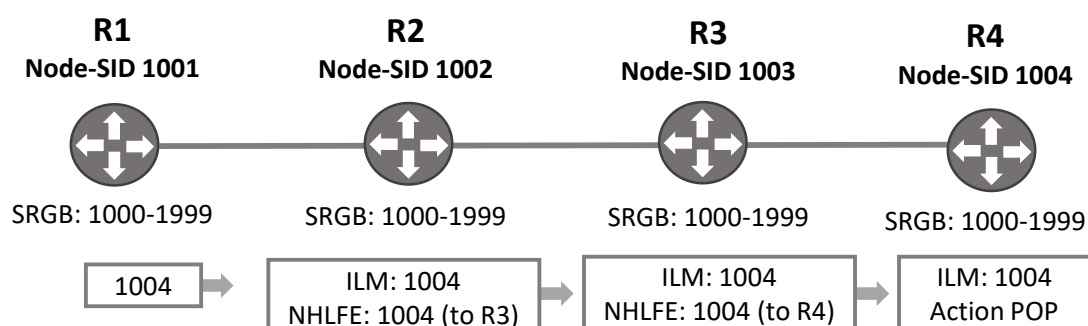 R1
Node-SID 1001
R2
Node-SID 1002
R3
Node-SID 1003
R4
Node-SID 1004
SRGB: 1000-1999
SRGB: 1000-1999
SRGB: 1000-1999
SRGB: 1000-1999
1004
ILM: 1004
NHLFE: 1004 (to R3)
ILM: 1004
NHLFE: 1004 (to R4)
ILM: 1004
Action POP